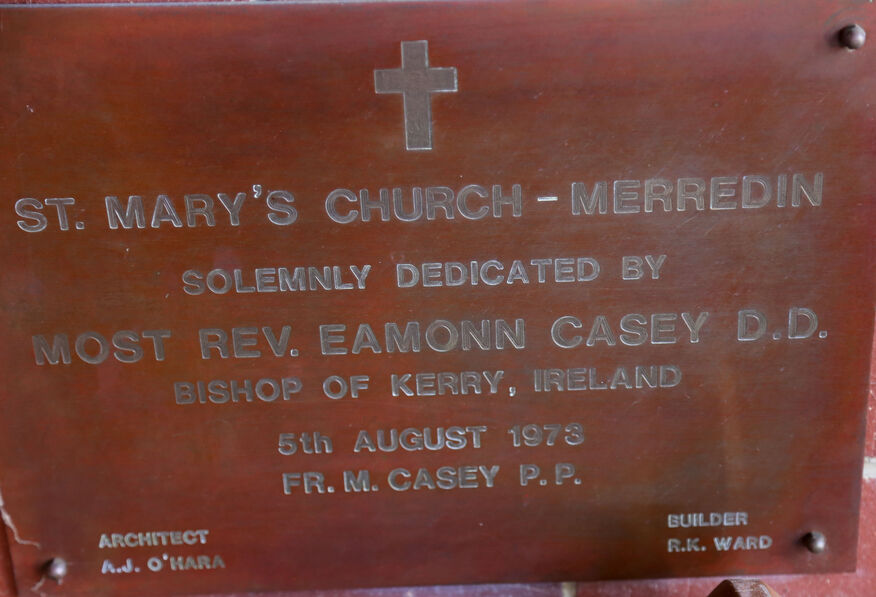 ST. MARY'S CHURCH - MERREDIN
SOLEMNLY DEDICATED BY
MOST REV. EAMONN CASEY D.D.
BISHOP OF KERRY, IRELAND
5th AUGUST 1973
FR. M. CASEY P.P.
ARCHITECT
A.J. O'HARA
BUILDER
R.K. WARD